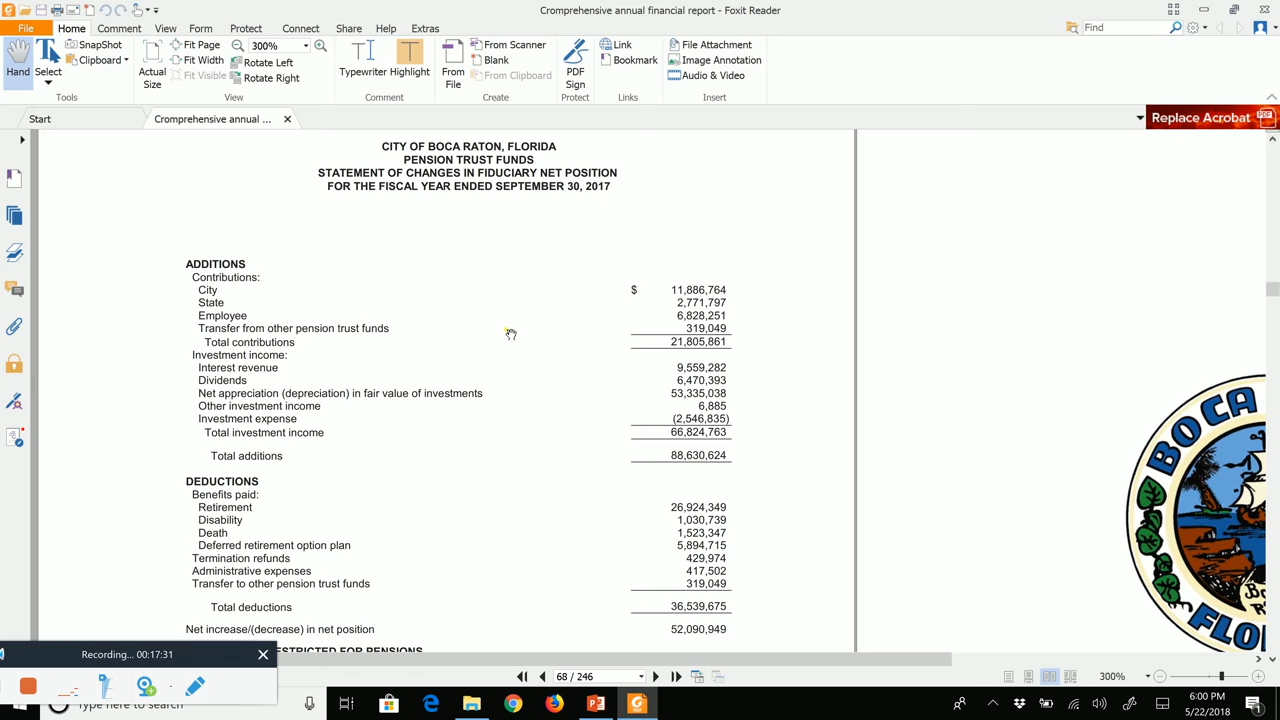 Cromprehensive annual financial report - Foxit Reader
File Home Comment View Form Protect Connect Share Help Extras
Find
Hand
Select
SnapShot
Clipboard
Tools
Actual Size
Fit Page
Fit Width
Fit Visible
300%
Rotate Left
Rotate Right
View
Typewriter
Highlight
Comment
From File
From Scanner
Blank
From Clipboard
Create
PDF Sign
Protect
Link
Bookmark
Links
File Attachment
Image Annotation
Audio & Video
Insert
Start
Cromprehensive annual ...
Replace Acrobat
CITY OF BOCA RATON, FLORIDA
PENSION TRUST FUNDS
STATEMENT OF CHANGES IN FIDUCIARY NET POSITION
FOR THE FISCAL YEAR ENDED SEPTEMBER 30, 2017
ADDITIONS
Contributions:
City $ 11,886,764
State 2,771,797
Employee 6,828,251
Transfer from other pension trust funds 319,049
Total contributions 21,805,861
Investment income:
Interest revenue 9,559,282
Dividends 6,470,393
Net appreciation (depreciation) in fair value of investments 53,335,038
Other investment income 6,885
Investment expense (2,546,835)
Total investment income 66,824,763
Total additions 88,630,624
DEDUCTIONS
Benefits paid:
Retirement 26,924,349
Disability 1,030,739
Death 1,523,347
Deferred retirement option plan 5,894,715
Termination refunds 429,974
Administrative expenses 417,502
Transfer to other pension trust funds 319,049
Total deductions 36,539,675
Net increase/(decrease) in net position 52,090,949
RESTRICTED FOR PENSIONS
BOCA
FLO
Recording... 00:17:31
68 / 246
300%
Type here to search
6:00 PM
5/22/2018